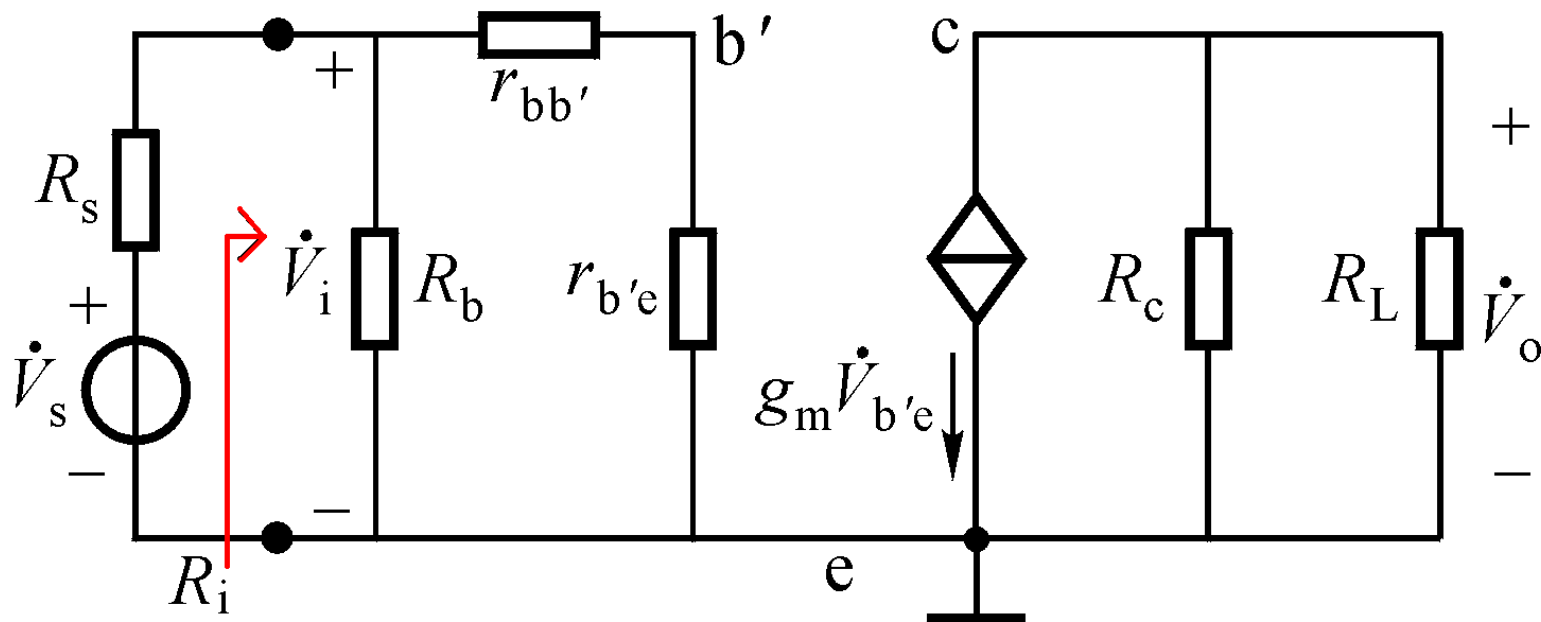 b′
c
+
r_bb′
+
R_s
V̇_i
R_b
r_b′e
R_c
R_L
V̇_o
+
V̇_s
g_m V̇_b′e
−
−
−
R_i
e